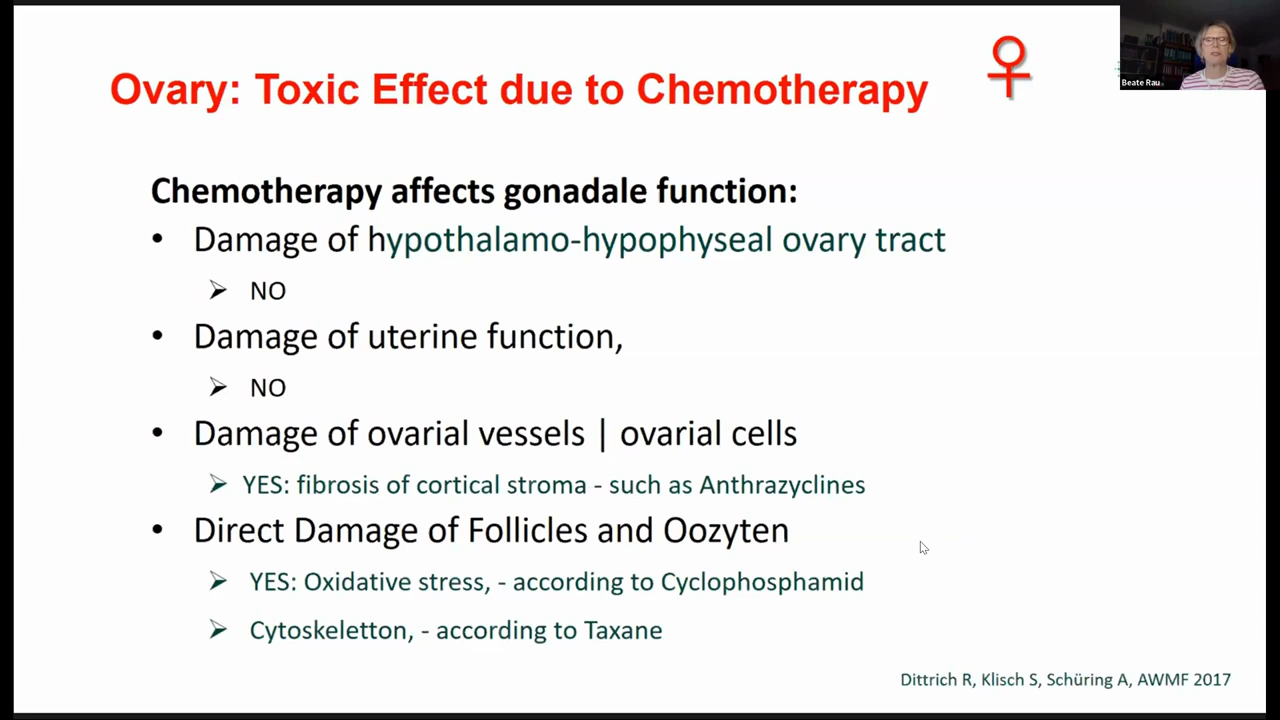 Ovary: Toxic Effect due to Chemotherapy
Beate Rau
Chemotherapy affects gonadale function:
• Damage of hypothalamo-hypophyseal ovary tract
➢ NO
• Damage of uterine function,
➢ NO
• Damage of ovarial vessels | ovarial cells
➢ YES: fibrosis of cortical stroma - such as Anthrazyclines
• Direct Damage of Follicles and Oozyten
➢ YES: Oxidative stress, - according to Cyclophosphamid
➢ Cytoskeletton, - according to Taxane
Dittrich R, Klisch S, Schüring A, AWMF 2017